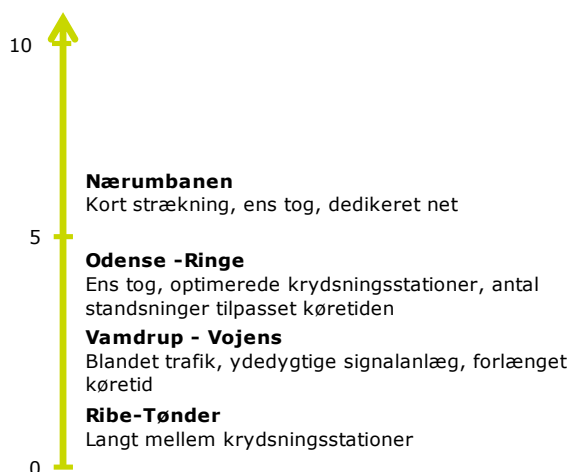 10
Nærumbanen
Kort strækning, ens tog, dedikeret net
5
Odense -Ringe
Ens tog, optimerede krydsningsstationer, antal
standsninger tilpasset køretiden
Vamdrup - Vojens
Blandet trafik, ydedygtige signalanlæg, forlænget
køretid
Ribe-Tønder
Langt mellem krydsningsstationer
0